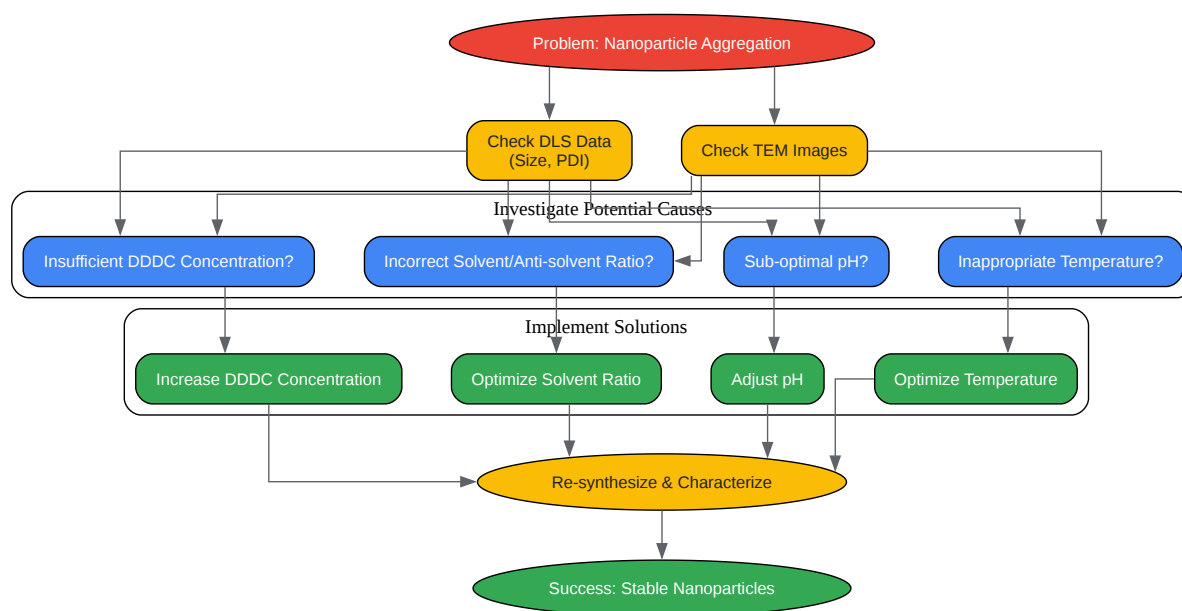 Problem: Nanoparticle Aggregation
Check DLS Data
(Size, PDI)
Check TEM Images
Investigate Potential Causes
Insufficient DDDC Concentration?
Incorrect Solvent/Anti-solvent Ratio?
Sub-optimal pH?
Inappropriate Temperature?
Implement Solutions
Increase DDDC Concentration
Optimize Solvent Ratio
Adjust pH
Optimize Temperature
Re-synthesize & Characterize
Success: Stable Nanoparticles